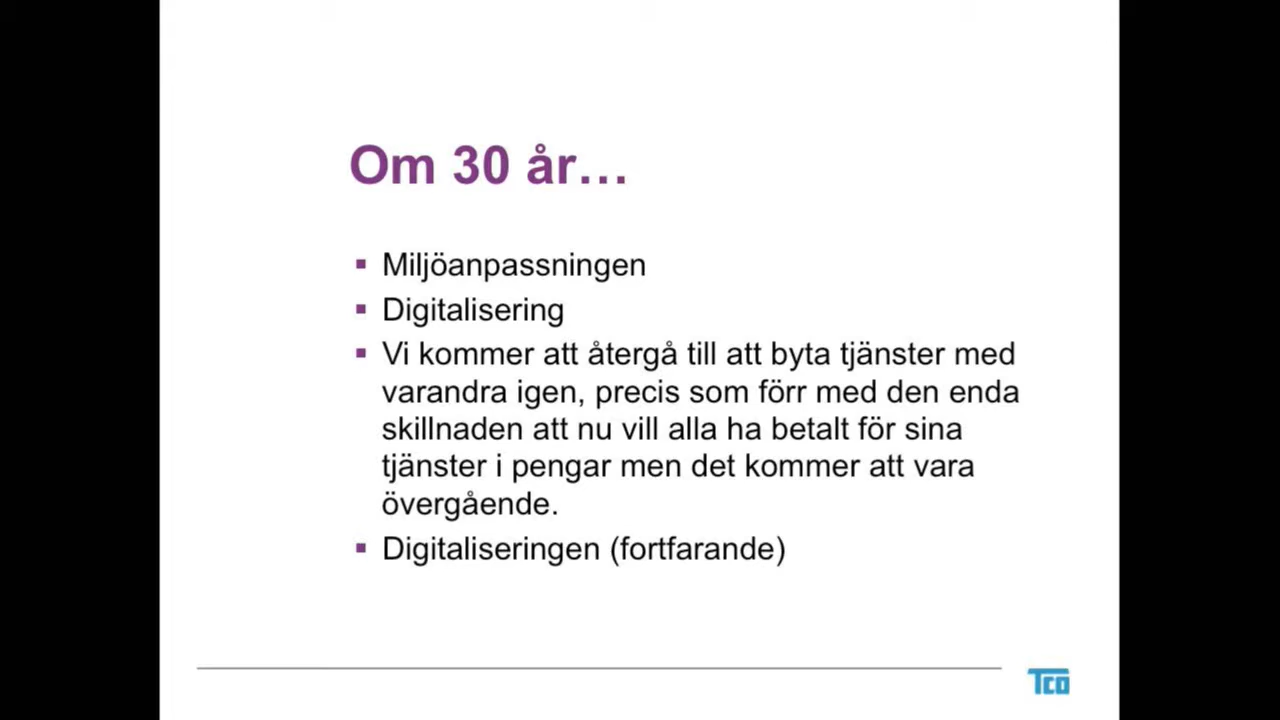 Om 30 år...
▪ Miljöanpassningen
▪ Digitalisering
▪ Vi kommer att återgå till att byta tjänster med
varandra igen, precis som förr med den enda
skillnaden att nu vill alla ha betalt för sina
tjänster i pengar men det kommer att vara
övergående.
▪ Digitaliseringen (fortfarande)
TCO